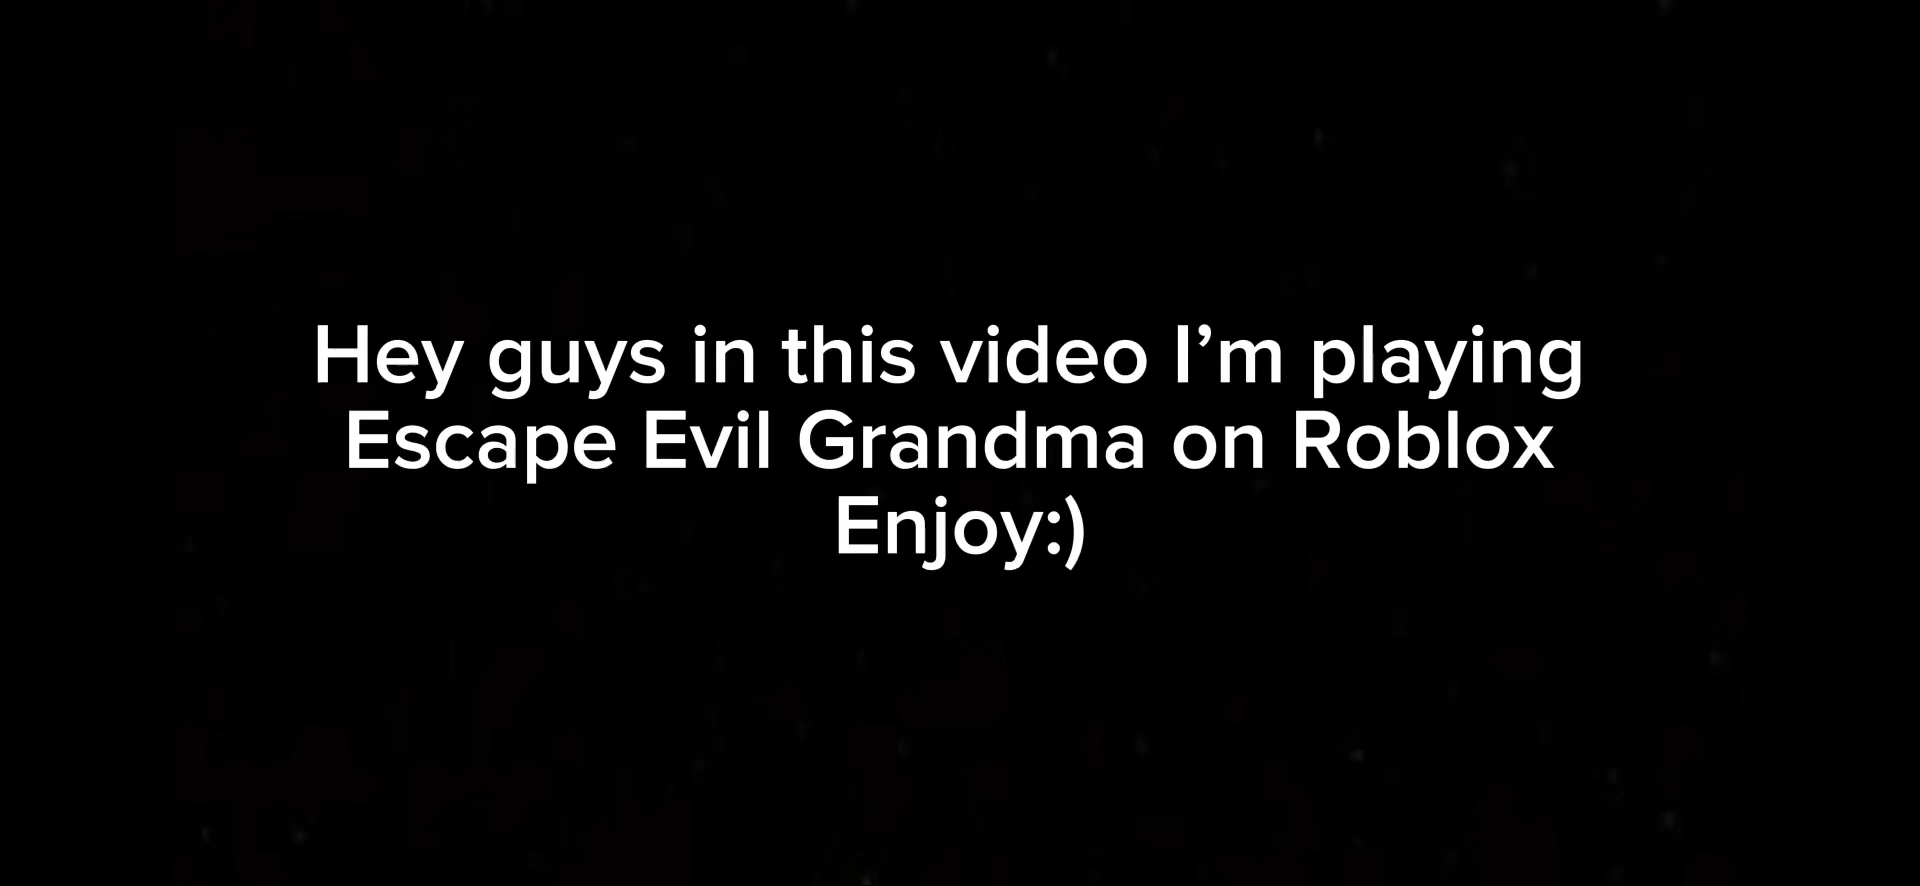 Hey guys in this video I’m playing
Escape Evil Grandma on Roblox
Enjoy:)